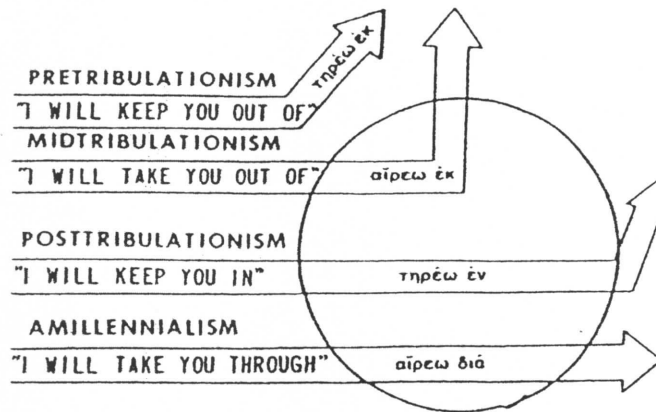 τηρέω ἐκ
PRETRIBULATIONISM
"I WILL KEEP YOU OUT OF"
MIDTRIBULATIONISM
"I WILL TAKE YOU OUT OF" αἴρεω ἐκ
POSTTRIBULATIONISM
"I WILL KEEP YOU IN" τηρέω ἐν
AMILLENNIALISM
"I WILL TAKE YOU THROUGH" αἴρεω διά